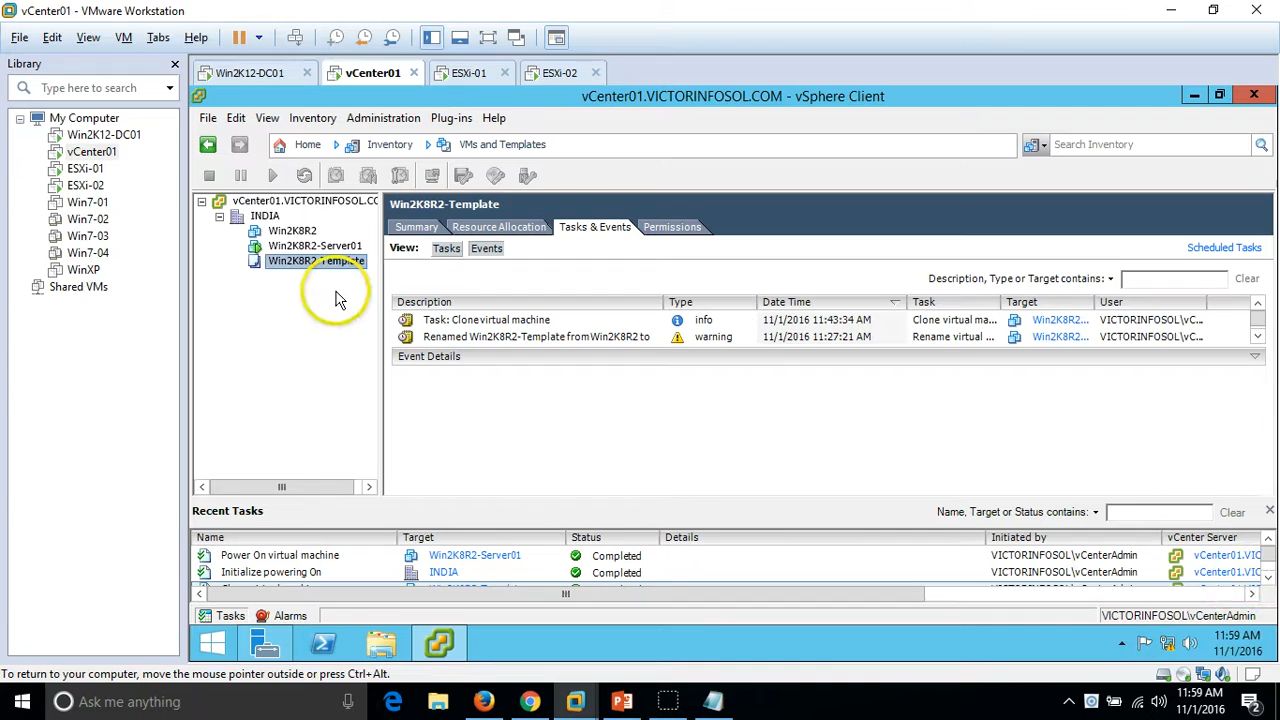 vCenter01 - VMware Workstation
File Edit View VM Tabs Help
Library
Type here to search
My Computer
Win2K12-DC01
vCenter01
ESXi-01
ESXi-02
Win7-01
Win7-02
Win7-03
Win7-04
WinXP
Shared VMs
Win2K12-DC01 vCenter01 ESXi-01 ESXi-02
vCenter01.VICTORINFOSOL.COM - vSphere Client
File Edit View Inventory Administration Plug-ins Help
Home Inventory VMs and Templates Search Inventory
vCenter01.VICTORINFOSOL.CO
INDIA
Win2K8R2
Win2K8R2-Server01
Win2K8R2-Template
Win2K8R2-Template
Summary Resource Allocation Tasks & Events Permissions
View: Tasks Events Scheduled Tasks
Description, Type or Target contains: Clear
Description Type Date Time Task Target User
Task: Clone virtual machine info 11/1/2016 11:43:34 AM Clone virtual ma... Win2K8R2... VICTORINFOSOL\vC...
Renamed Win2K8R2-Template from Win2K8R2 to warning 11/1/2016 11:27:21 AM Rename virtual ... Win2K8R2... VICTORINFOSOL\vC...
Event Details
Recent Tasks Name, Target or Status contains: Clear
Name Target Status Details Initiated by vCenter Server
Power On virtual machine Win2K8R2-Server01 Completed VICTORINFOSOL\vCenterAdmin vCenter01.VIC
Initialize powering On INDIA Completed VICTORINFOSOL\vCenterAdmin vCenter01.VIC
Tasks Alarms VICTORINFOSOL\vCenterAdmin
11:59 AM
11/1/2016
To return to your computer, move the mouse pointer outside or press Ctrl+Alt.
Ask me anything
11:59 AM
11/1/2016
2